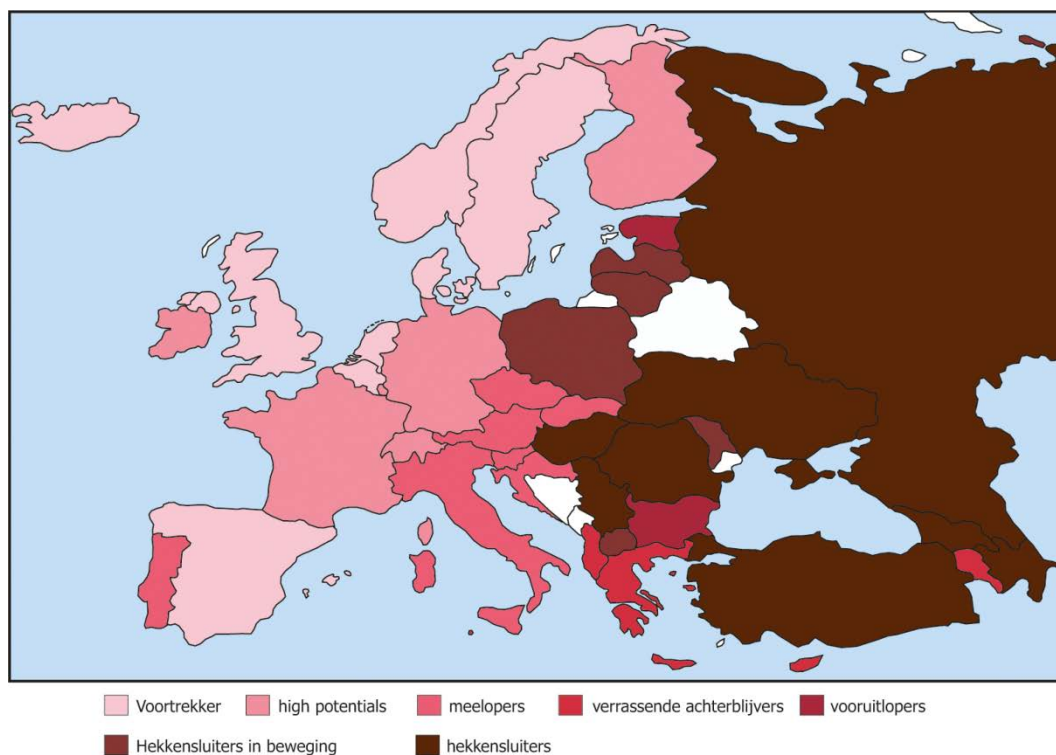 Voortrekker high potentials meelopers verrassende achterblijvers vooruitlopers
Hekkensluiters in beweging hekkensluiters